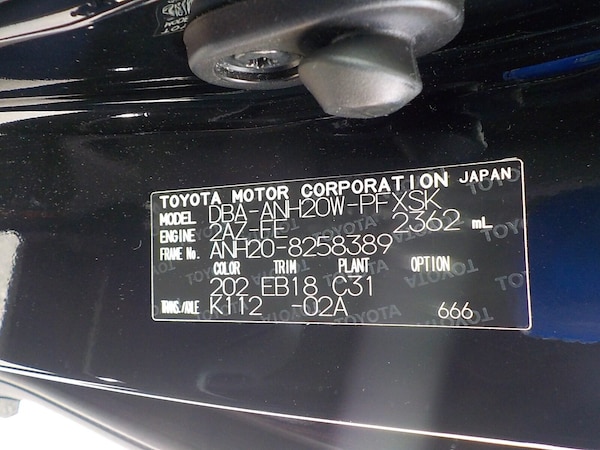 TOYOTA MOTOR CORPORATION JAPAN
MODEL DBA-ANH20W-PFXSK
ENGINE 2AZ-FE 2362 mL
FRAME No. ANH20-8258389
COLOR TRIM PLANT OPTION
202 EB18 C31
TRANS./AXLE K112 -02A 666